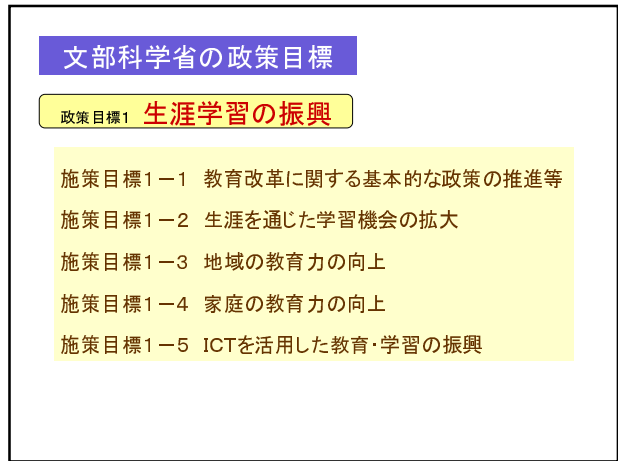 文部科学省の政策目標
政策目標1 生涯学習の振興
施策目標1－1 教育改革に関する基本的な政策の推進等
施策目標1－2 生涯を通じた学習機会の拡大
施策目標1－3 地域の教育力の向上
施策目標1－4 家庭の教育力の向上
施策目標1－5 ICTを活用した教育・学習の振興